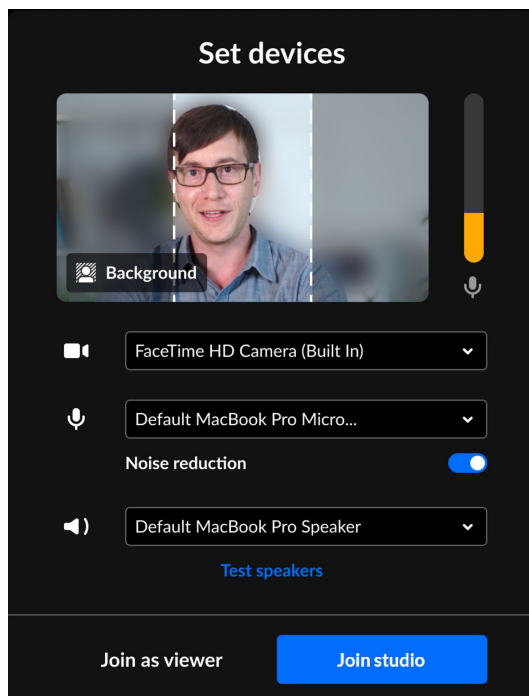 Set devices
Background
FaceTime HD Camera (Built In)
Default MacBook Pro Micro...
Noise reduction
Default MacBook Pro Speaker
Test speakers
Join as viewer
Join studio